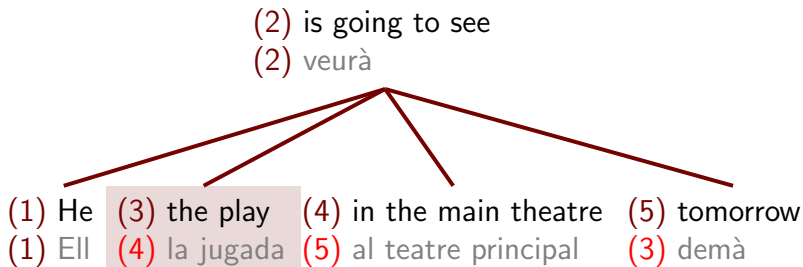 (2) is going to see
(2) veurà
(1) He (3) the play (4) in the main theatre (5) tomorrow
(1) Ell (4) la jugada (5) al teatre principal (3) demà